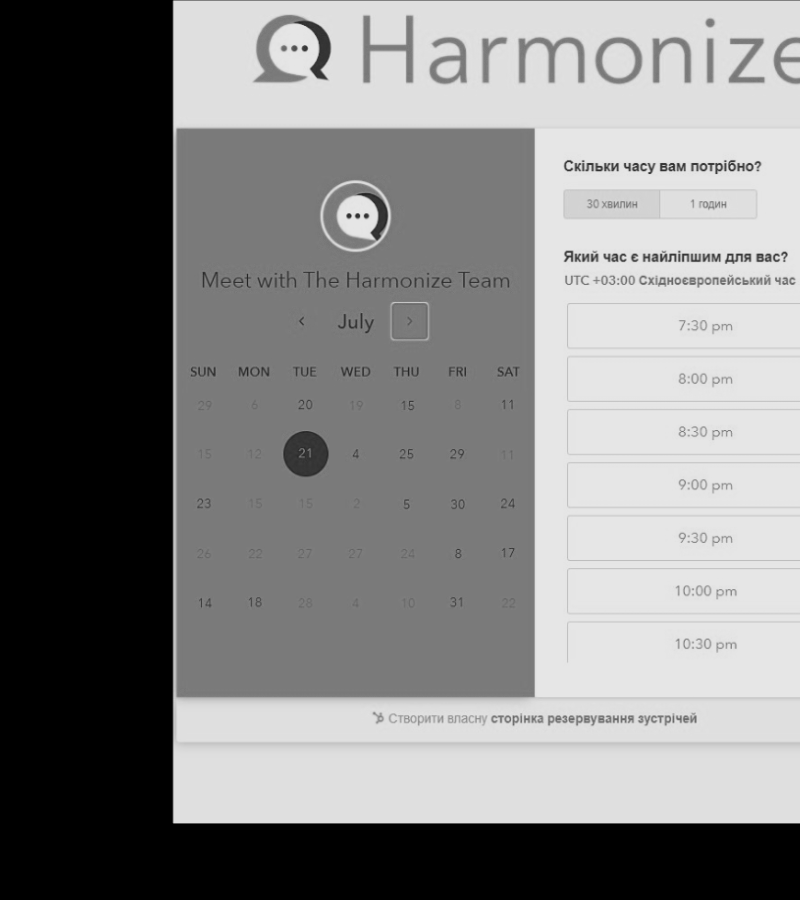 Harmonize
Meet with The Harmonize Team
July
SUN MON TUE WED THU FRI SAT
29 6 20 19 15 8 11
15 12 21 4 25 29 11
23 15 15 2 5 30 24
26 22 27 27 24 8 17
14 18 28 4 10 31 22
Скільки часу вам потрібно?
30 хвилин 1 годин
Який час є найліпшим для вас?
UTC +03:00 Східноєвропейський час
7:30 pm
8:00 pm
8:30 pm
9:00 pm
9:30 pm
10:00 pm
10:30 pm
Створити власну сторінка резервування зустрічей